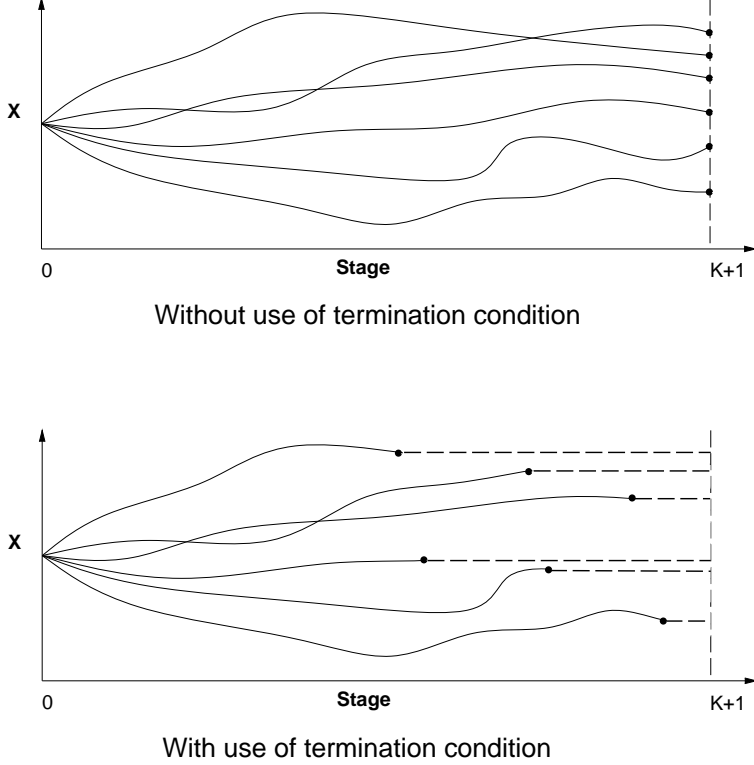 X
0
Stage
K+1
Without use of termination condition
X
0
Stage
K+1
With use of termination condition